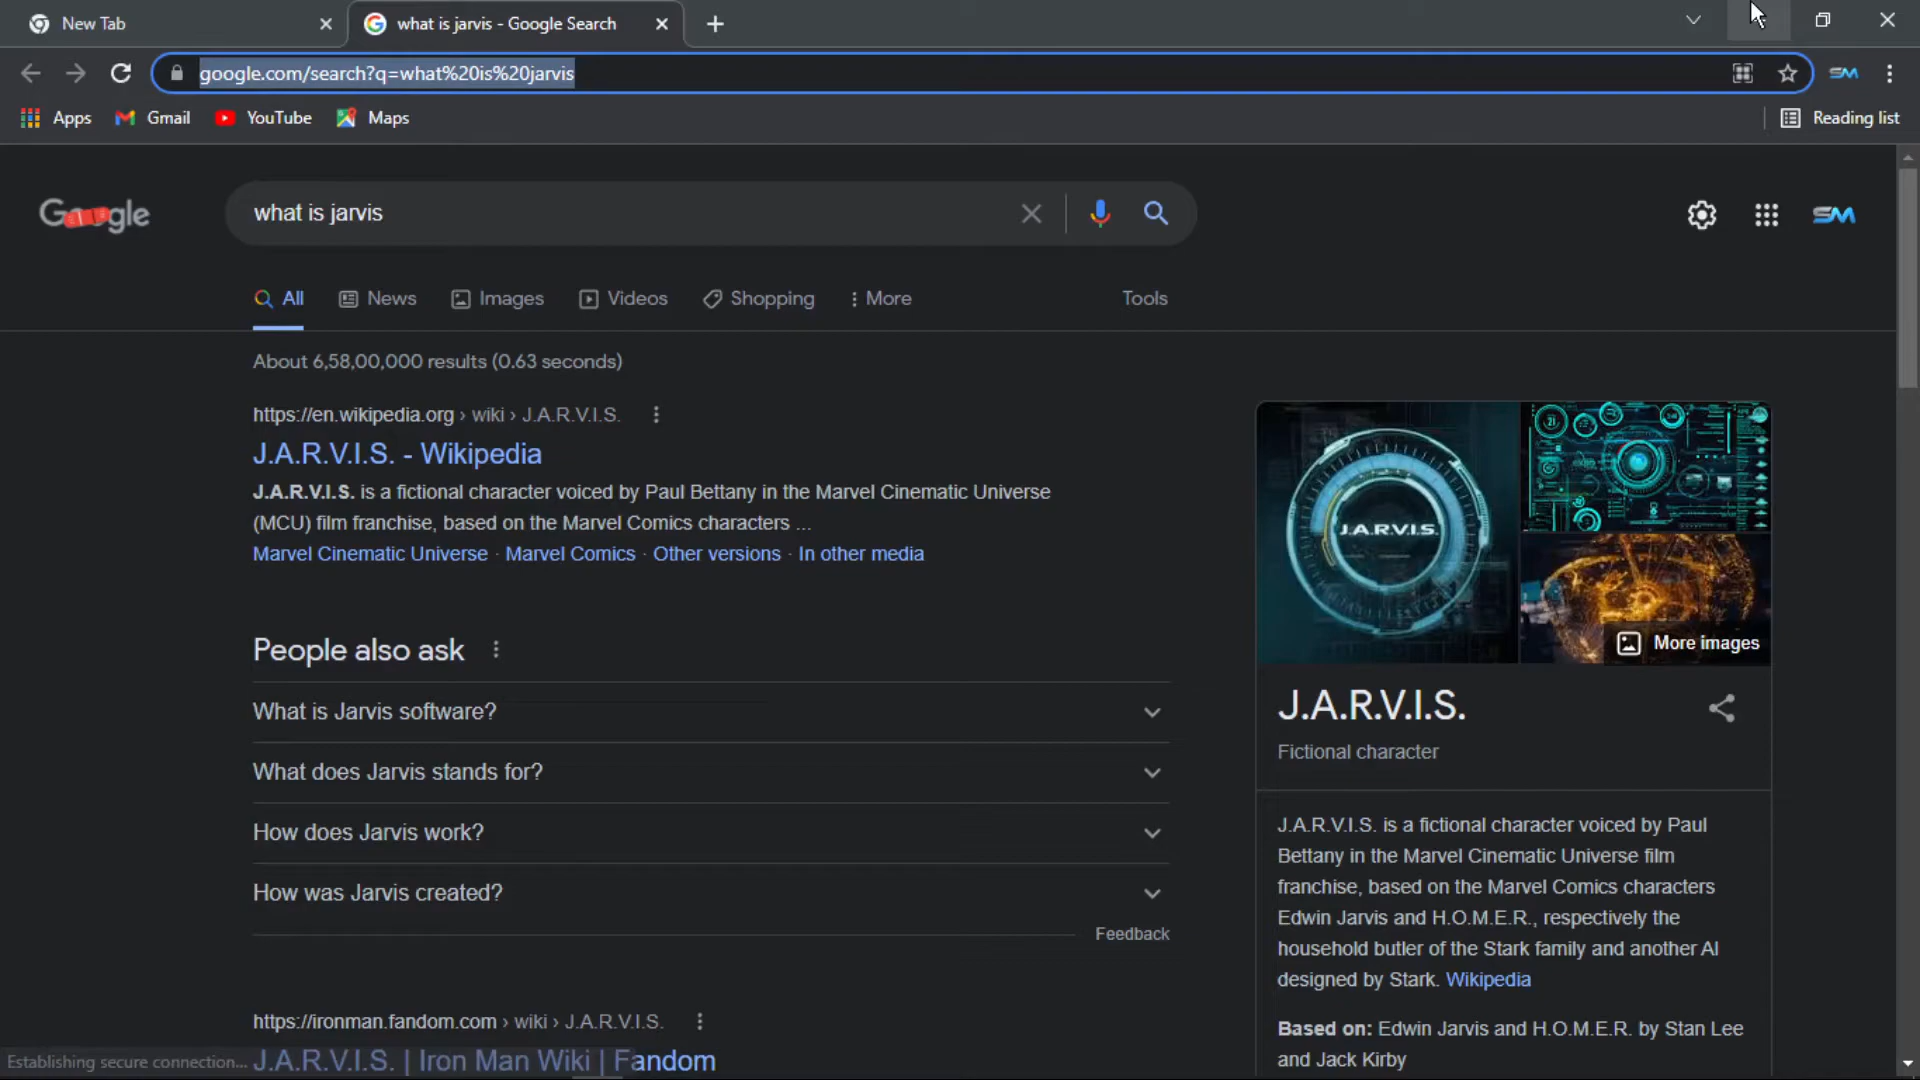 New Tab
what is jarvis - Google Search
google.com/search?q=what%20is%20jarvis
SM
Apps
Gmail
YouTube
Maps
Reading list
Google
what is jarvis
SM
All
News
Images
Videos
Shopping
More
Tools
About 6,58,00,000 results (0.63 seconds)
https://en.wikipedia.org › wiki › J.A.R.V.I.S.
J.A.R.V.I.S. - Wikipedia
J.A.R.V.I.S. is a fictional character voiced by Paul Bettany in the Marvel Cinematic Universe
(MCU) film franchise, based on the Marvel Comics characters ...
Marvel Cinematic Universe · Marvel Comics · Other versions · In other media
People also ask
What is Jarvis software?
What does Jarvis stands for?
How does Jarvis work?
How was Jarvis created?
Feedback
https://ironman.fandom.com › wiki › J.A.R.V.I.S.
J.A.R.V.I.S. | Iron Man Wiki | Fandom
Establishing secure connection...
J.A.R.V.I.S.
More images
J.A.R.V.I.S.
Fictional character
J.A.R.V.I.S. is a fictional character voiced by Paul
Bettany in the Marvel Cinematic Universe film
franchise, based on the Marvel Comics characters
Edwin Jarvis and H.O.M.E.R., respectively the
household butler of the Stark family and another AI
designed by Stark. Wikipedia
Based on: Edwin Jarvis and H.O.M.E.R. by Stan Lee
and Jack Kirby